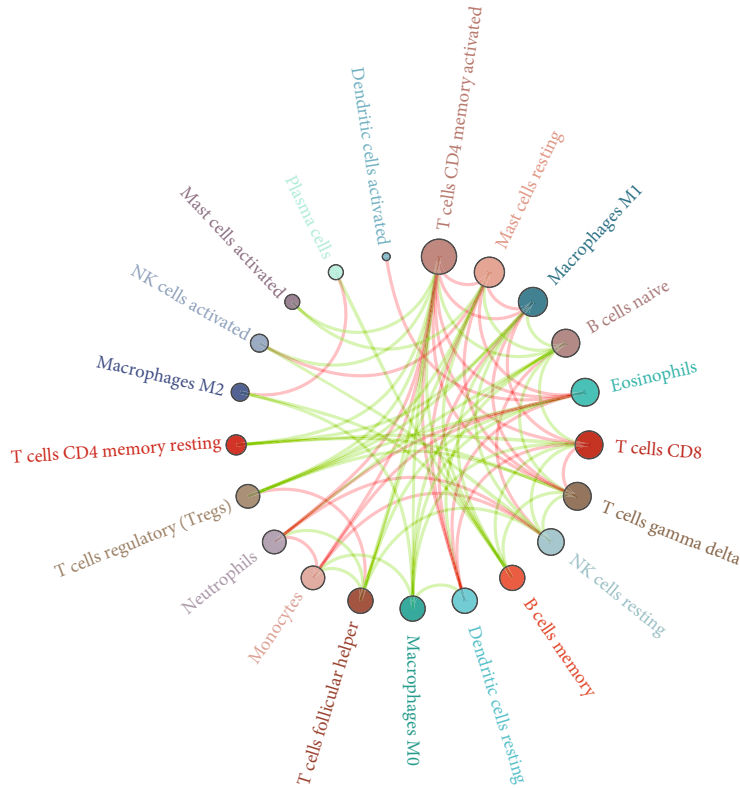 T cells CD4 memory activated
Mast cells resting
Macrophages M1
B cells naive
Eosinophils
T cells CD8
T cells gamma delta
NK cells resting
B cells memory
Dendritic cells resting
Macrophages M0
T cells follicular helper
Monocytes
Neutrophils
T cells regulatory (Tregs)
T cells CD4 memory resting
Macrophages M2
NK cells activated
Mast cells activated
Plasma cells
Dendritic cells activated